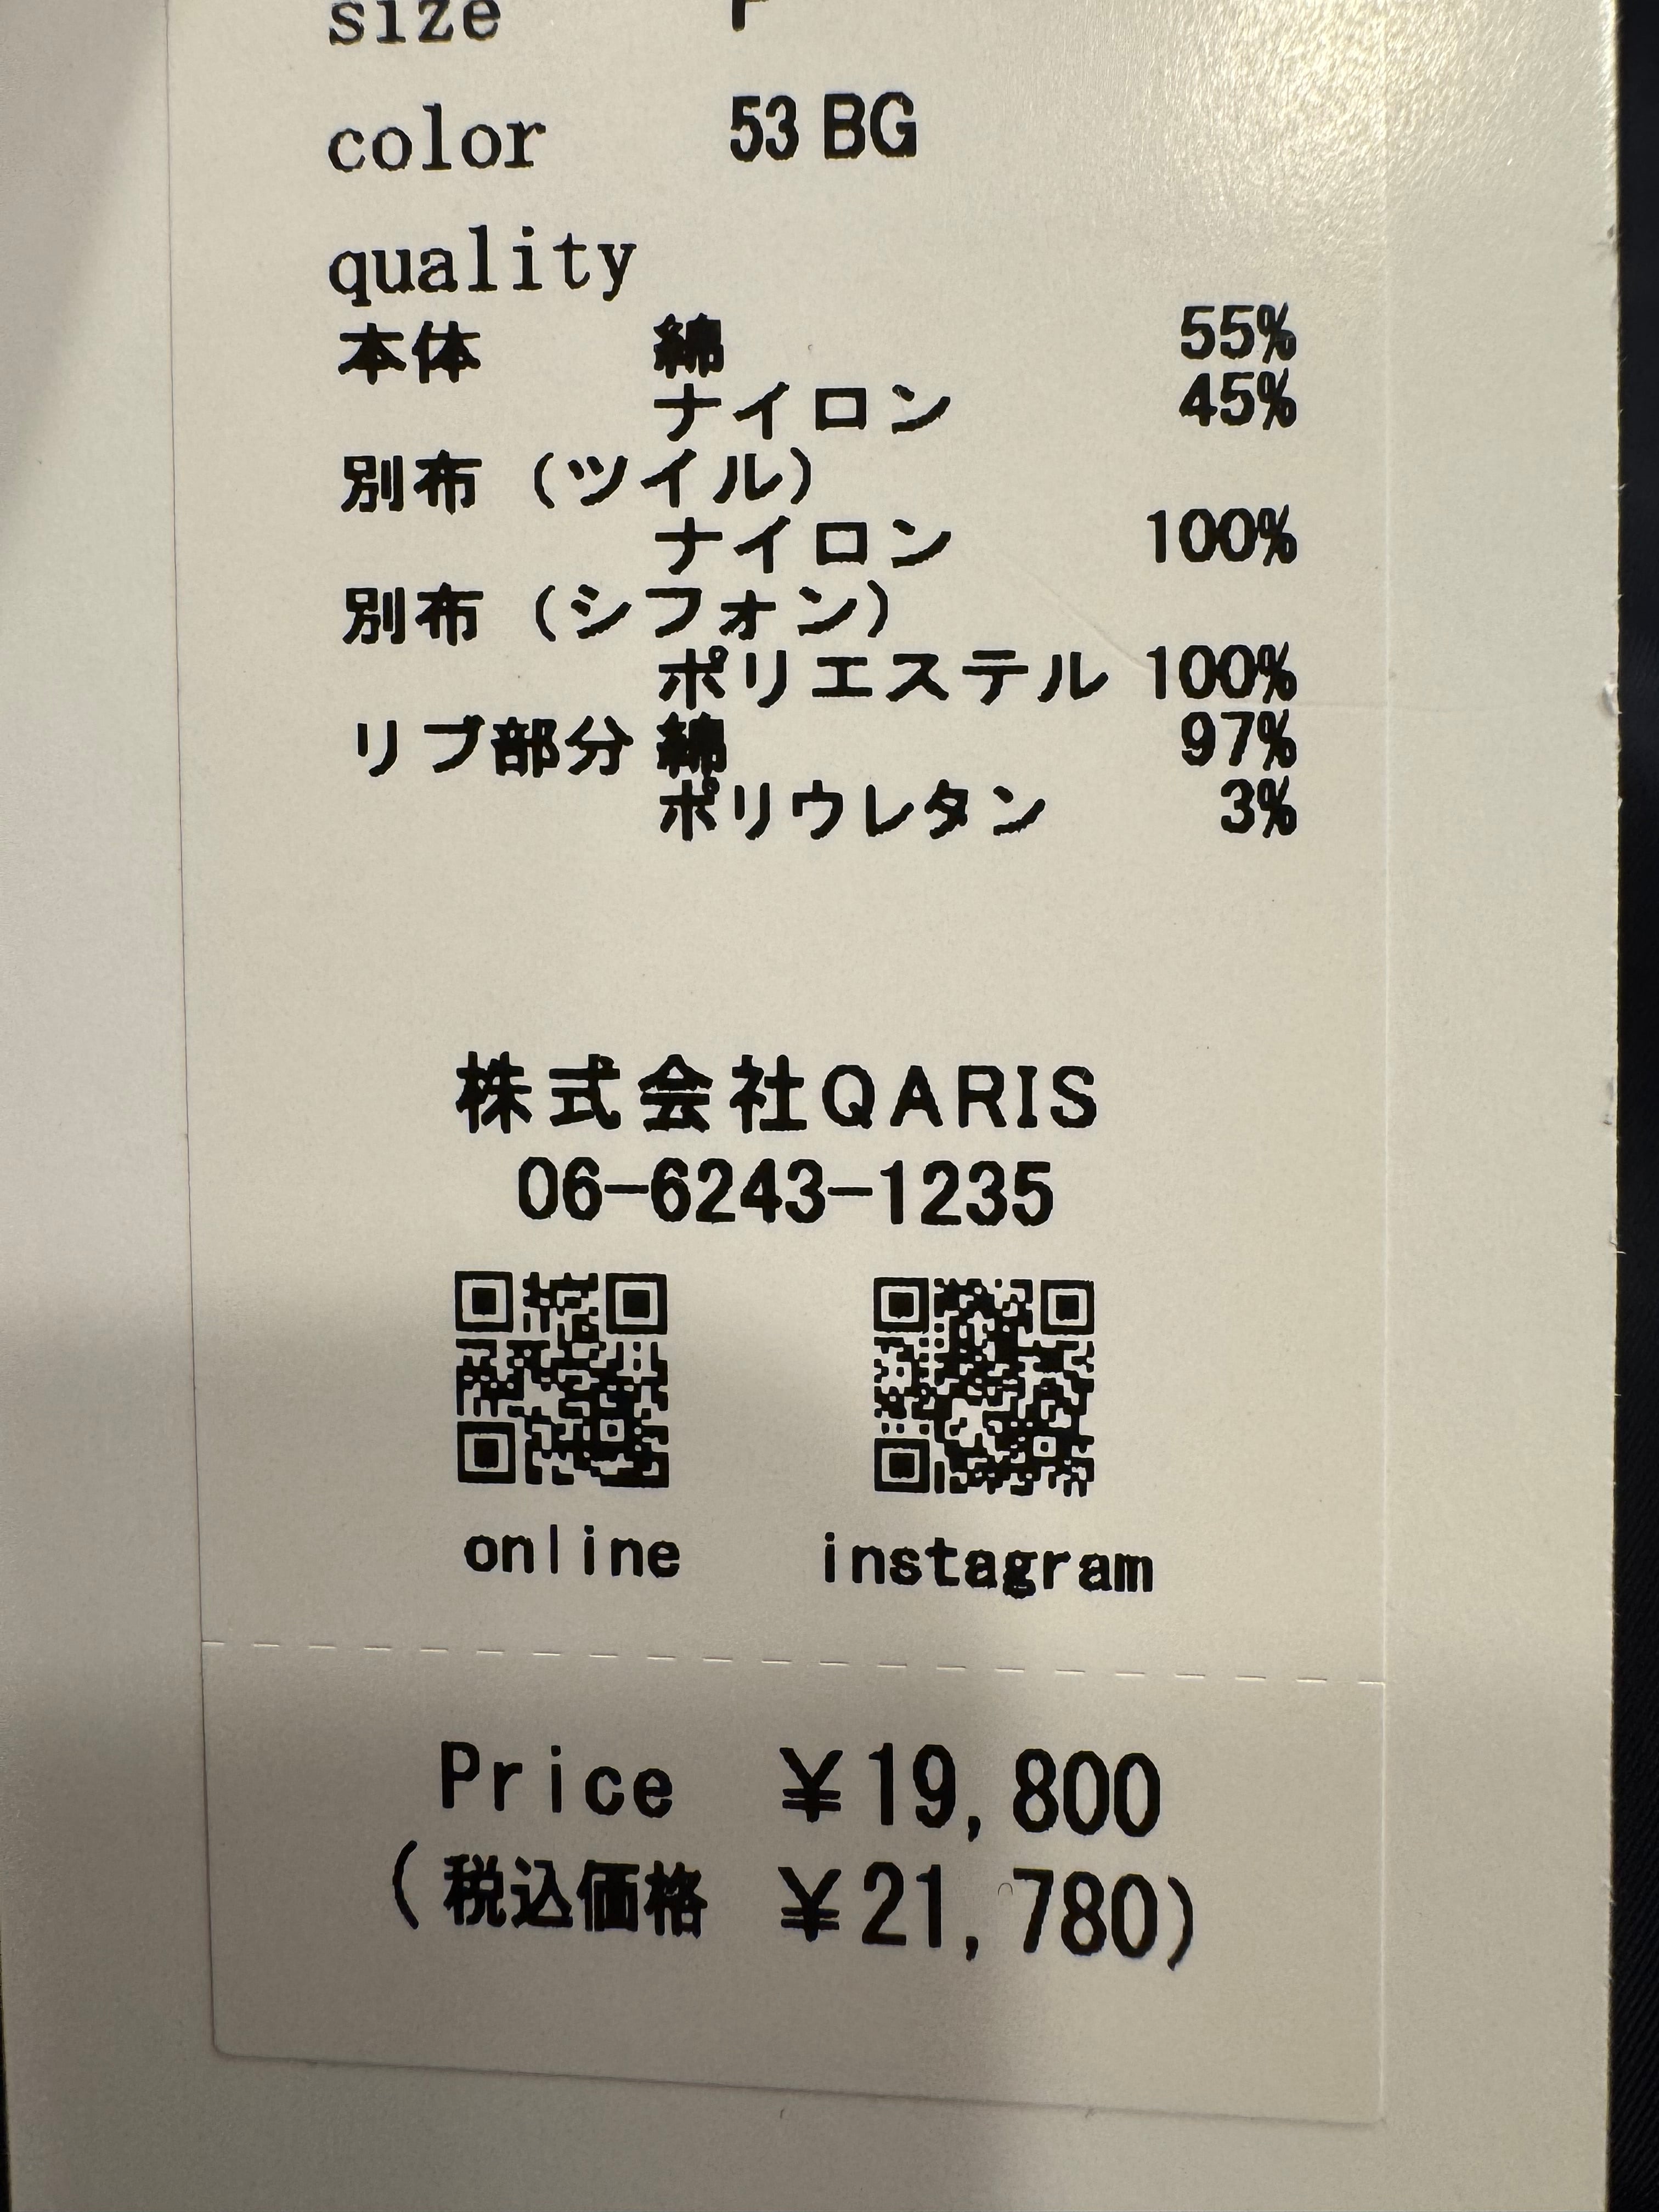 size F
color 53 BG
quality
本体 綿 55%
ナイロン 45%
別布 (ツイル)
ナイロン 100%
別布 (シフォン)
ポリエステル 100%
リブ部分 綿 97%
ポリウレタン 3%
株式会社QARIS
06-6243-1235
online instagram
Price ¥19,800
(税込価格 ¥21,780)